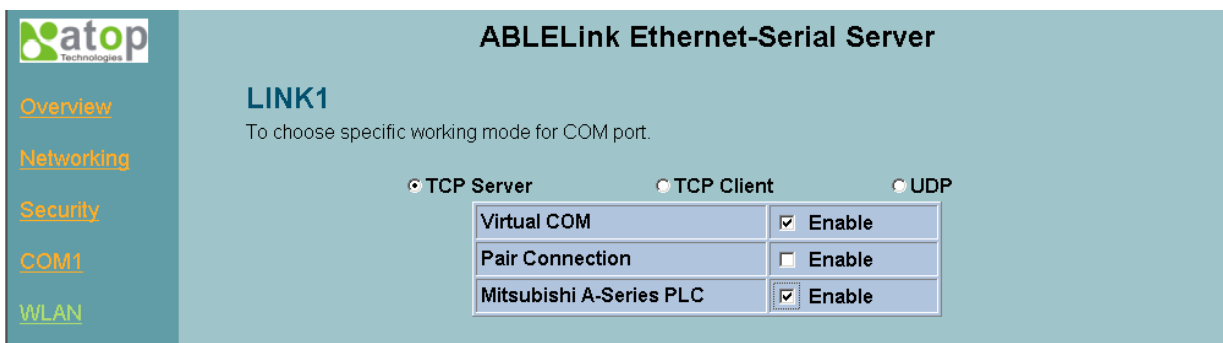 atop
Technologies
ABLELink Ethernet-Serial Server
Overview
Networking
Security
COM1
WLAN
LINK1
To choose specific working mode for COM port.
TCP Server TCP Client UDP
Virtual COM Enable
Pair Connection Enable
Mitsubishi A-Series PLC Enable